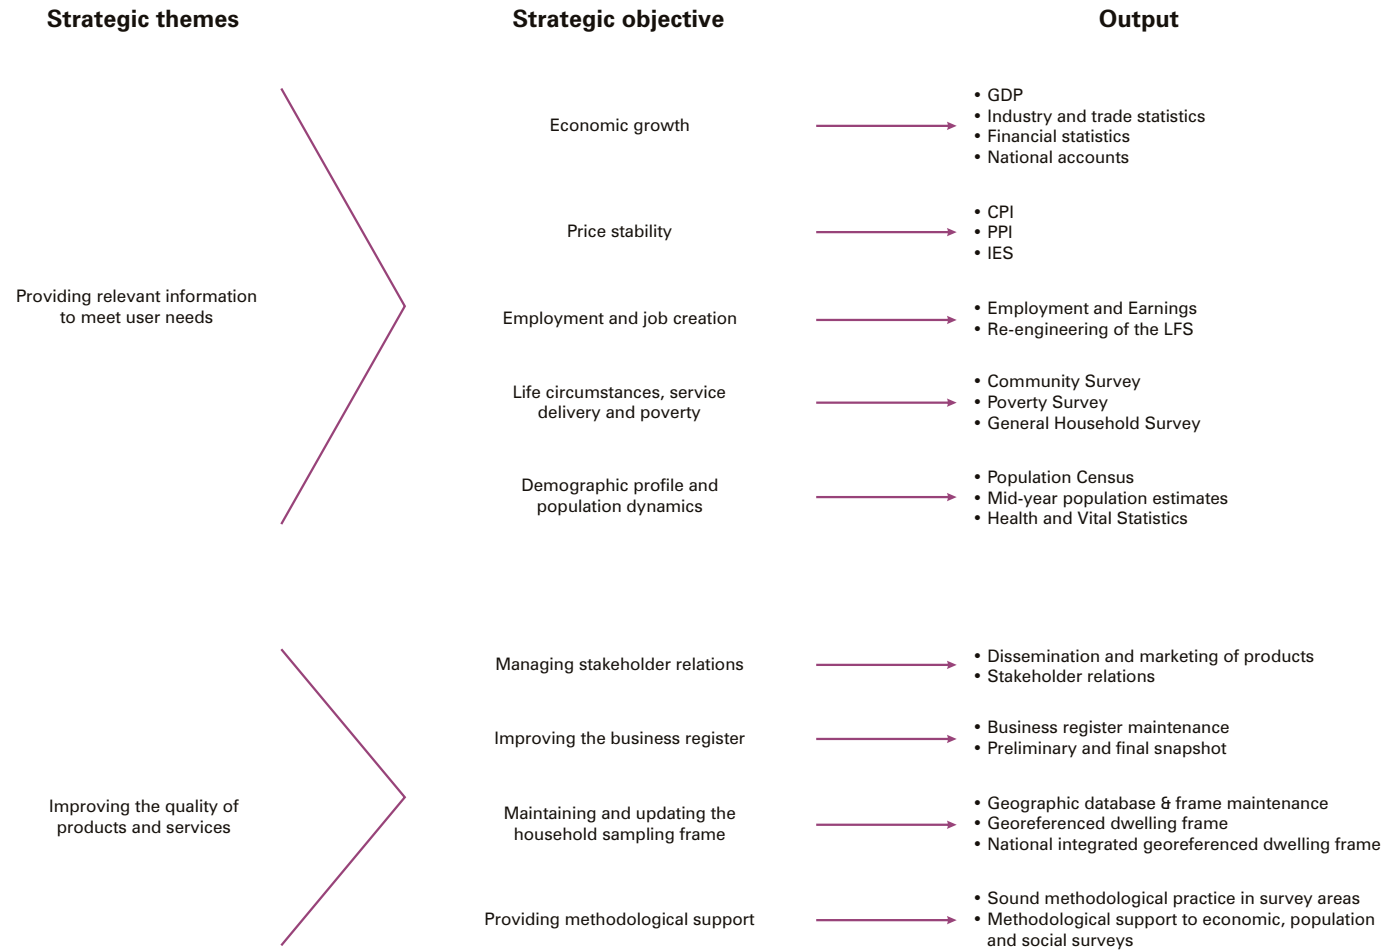 Strategic themes
Strategic objective
Output
Providing relevant information
to meet user needs
Economic growth
• GDP
• Industry and trade statistics
• Financial statistics
• National accounts
Price stability
• CPI
• PPI
• IES
Employment and job creation
• Employment and Earnings
• Re-engineering of the LFS
Life circumstances, service
delivery and poverty
• Community Survey
• Poverty Survey
• General Household Survey
Demographic profile and
population dynamics
• Population Census
• Mid-year population estimates
• Health and Vital Statistics
Improving the quality of
products and services
Managing stakeholder relations
• Dissemination and marketing of products
• Stakeholder relations
Improving the business register
• Business register maintenance
• Preliminary and final snapshot
Maintaining and updating the
household sampling frame
• Geographic database & frame maintenance
• Georeferenced dwelling frame
• National integrated georeferenced dwelling frame
Providing methodological support
• Sound methodological practice in survey areas
• Methodological support to economic, population
and social surveys